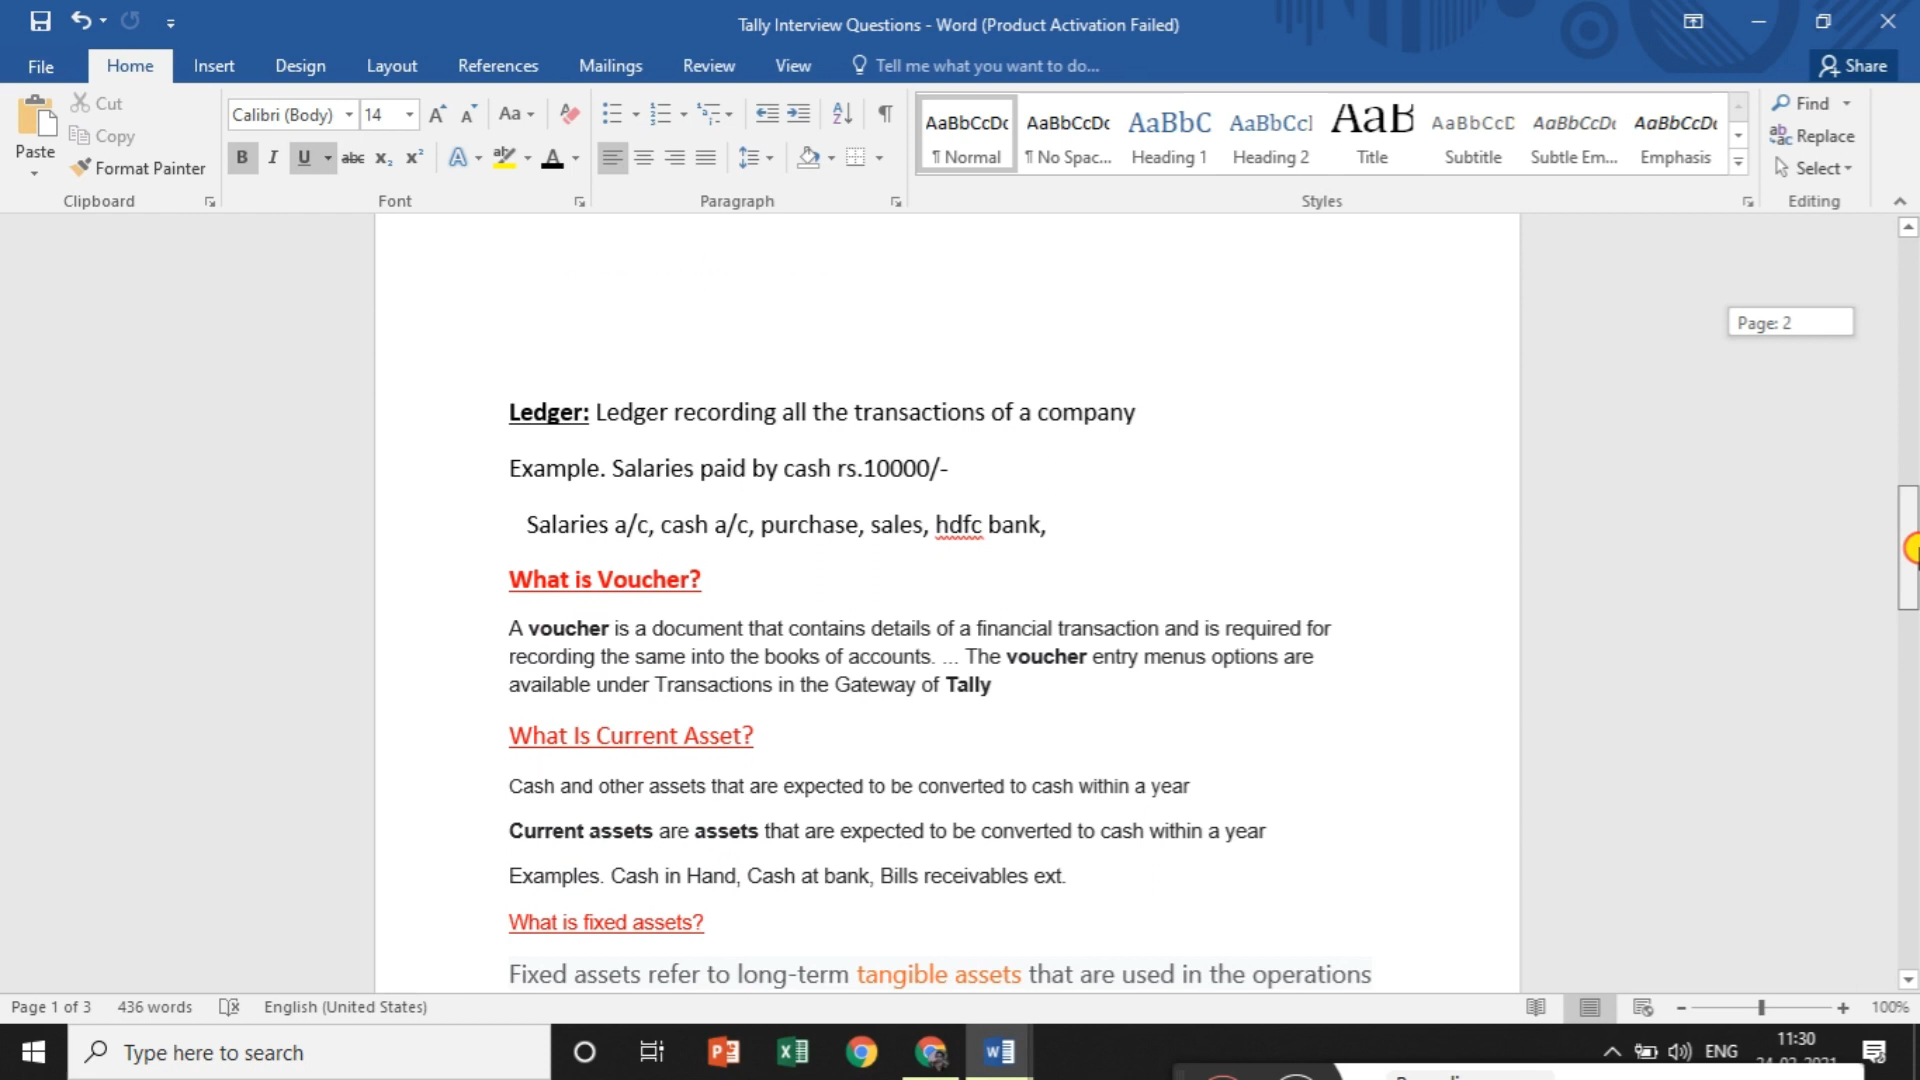 Tally Interview Questions - Word (Product Activation Failed)
File Home Insert Design Layout References Mailings Review View Tell me what you want to do... Share
Paste
Cut
Copy
Format Painter
Clipboard
Calibri (Body) 14
Font
Paragraph
AaBbCcDc AaBbCcDc AaBbC AaBbCcl AaB AaBbCcD AaBbCcDt AaBbCcDt
¶ Normal ¶ No Spac... Heading 1 Heading 2 Title Subtitle Subtle Em... Emphasis
Styles
Find
Replace
Select
Editing
Page: 2
Ledger: Ledger recording all the transactions of a company
Example. Salaries paid by cash rs.10000/-
Salaries a/c, cash a/c, purchase, sales, hdfc bank,
What is Voucher?
A voucher is a document that contains details of a financial transaction and is required for
recording the same into the books of accounts. ... The voucher entry menus options are
available under Transactions in the Gateway of Tally
What Is Current Asset?
Cash and other assets that are expected to be converted to cash within a year
Current assets are assets that are expected to be converted to cash within a year
Examples. Cash in Hand, Cash at bank, Bills receivables ext.
What is fixed assets?
Fixed assets refer to long-term tangible assets that are used in the operations
Page 1 of 3 436 words English (United States) 100%
Type here to search
ENG
11:30